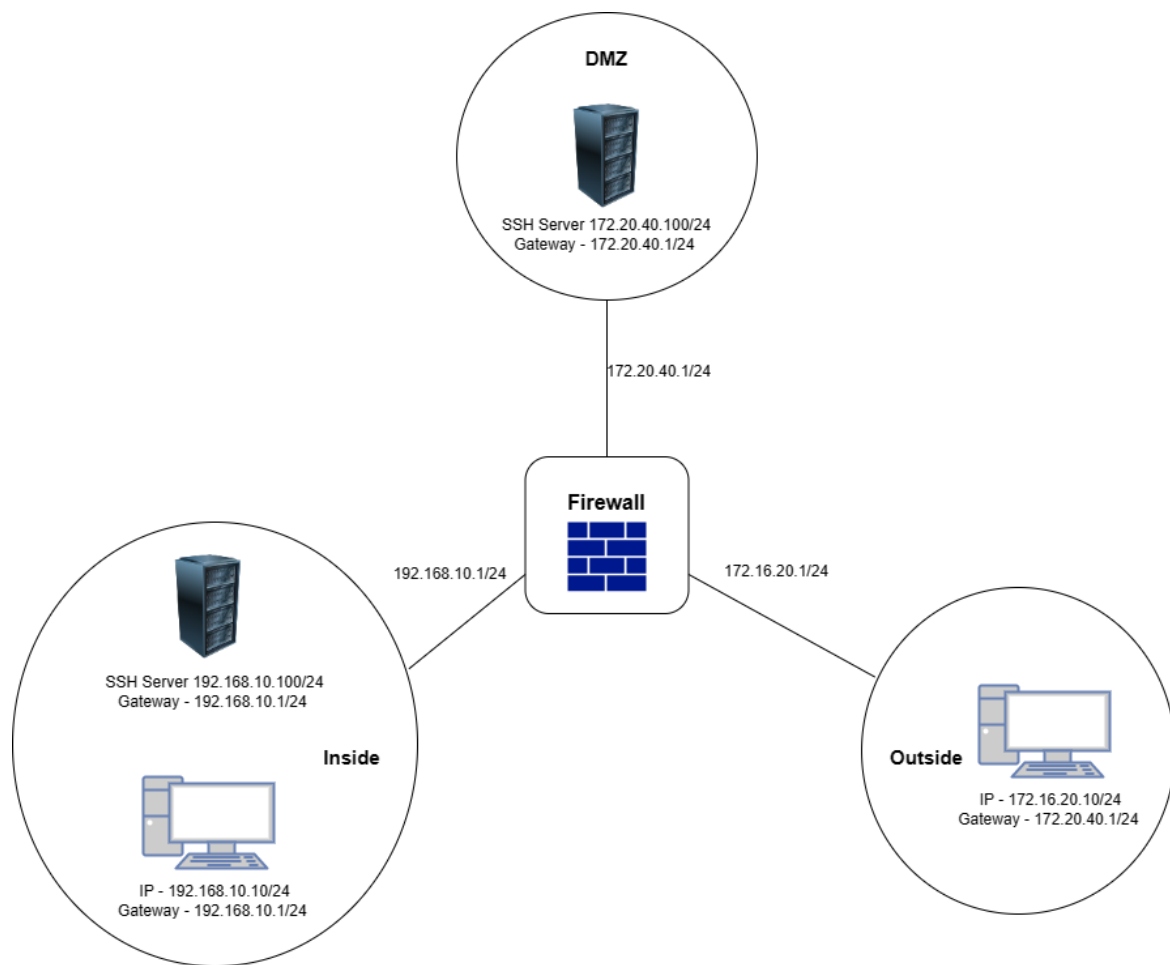 DMZ
SSH Server 172.20.40.100/24
Gateway - 172.20.40.1/24
172.20.40.1/24
Firewall
192.168.10.1/24
172.16.20.1/24
SSH Server 192.168.10.100/24
Gateway - 192.168.10.1/24
Inside
IP - 192.168.10.10/24
Gateway - 192.168.10.1/24
Outside
IP - 172.16.20.10/24
Gateway - 172.20.40.1/24